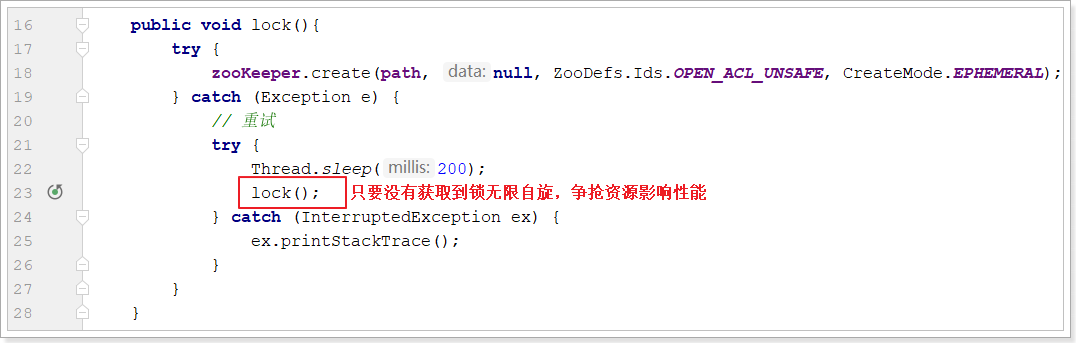 16 public void lock(){
17 try {
18 zooKeeper.create(path, data: null, ZooDefs.Ids.OPEN_ACL_UNSAFE, CreateMode.EPHEMERAL);
19 } catch (Exception e) {
20 // 重试
21 try {
22 Thread.sleep( millis: 200);
23 lock(); 只要没有获取到锁无限自旋，争抢资源影响性能
24 } catch (InterruptedException ex) {
25 ex.printStackTrace();
26 }
27 }
28 }